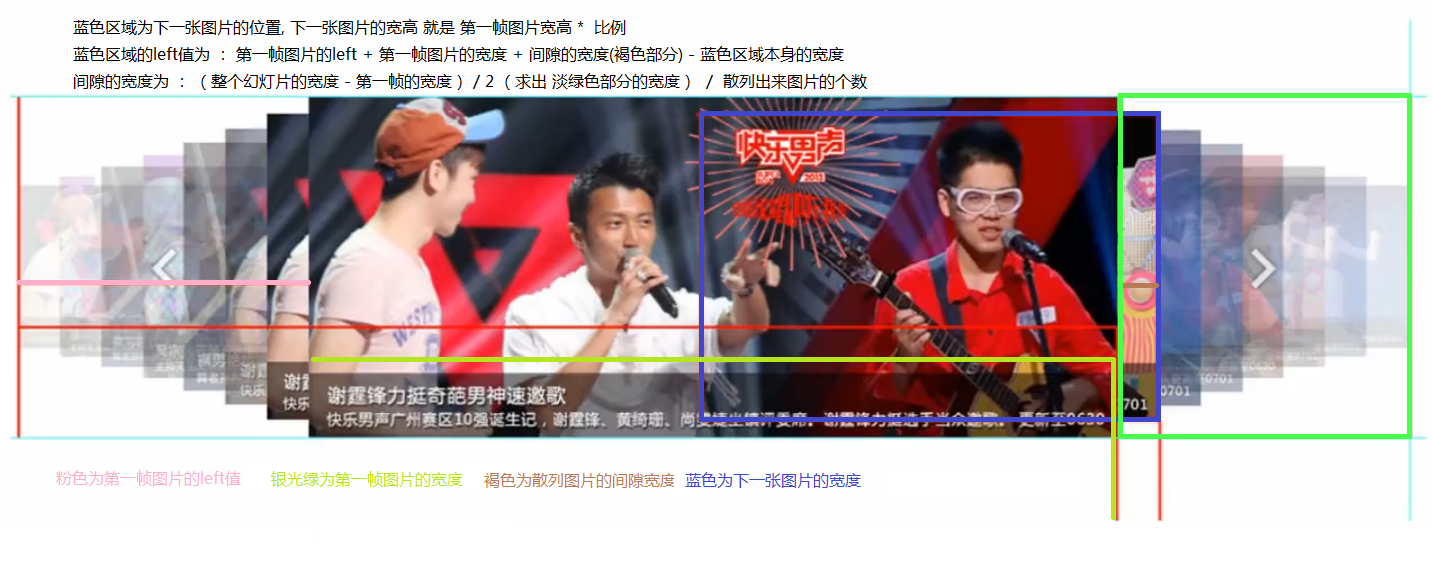 蓝色区域为下一张图片的位置, 下一张图片的宽高 就是 第一帧图片宽高 * 比例
蓝色区域的left值为 ： 第一帧图片的left + 第一帧图片的宽度 + 间隙的宽度(褐色部分) - 蓝色区域本身的宽度
间隙的宽度为 ：（ 整个幻灯片的宽度 - 第一帧的宽度 ）/ 2 （ 求出 淡绿色部分的宽度 ） / 散列出来图片的个数
快乐男声
2013
谢霆锋力挺奇葩男神速邀歌
快乐男声广州赛区10强诞生记，谢霆锋、黄绮珊、尚雯婕坐镇评委席。谢霆锋力挺选手当众邀歌。 更新至0630
谢
快
快乐
701
0701
0701
0701
粉色为第一帧图片的left值
银光绿为第一帧图片的宽度
褐色为散列图片的间隙宽度
蓝色为下一张图片的宽度